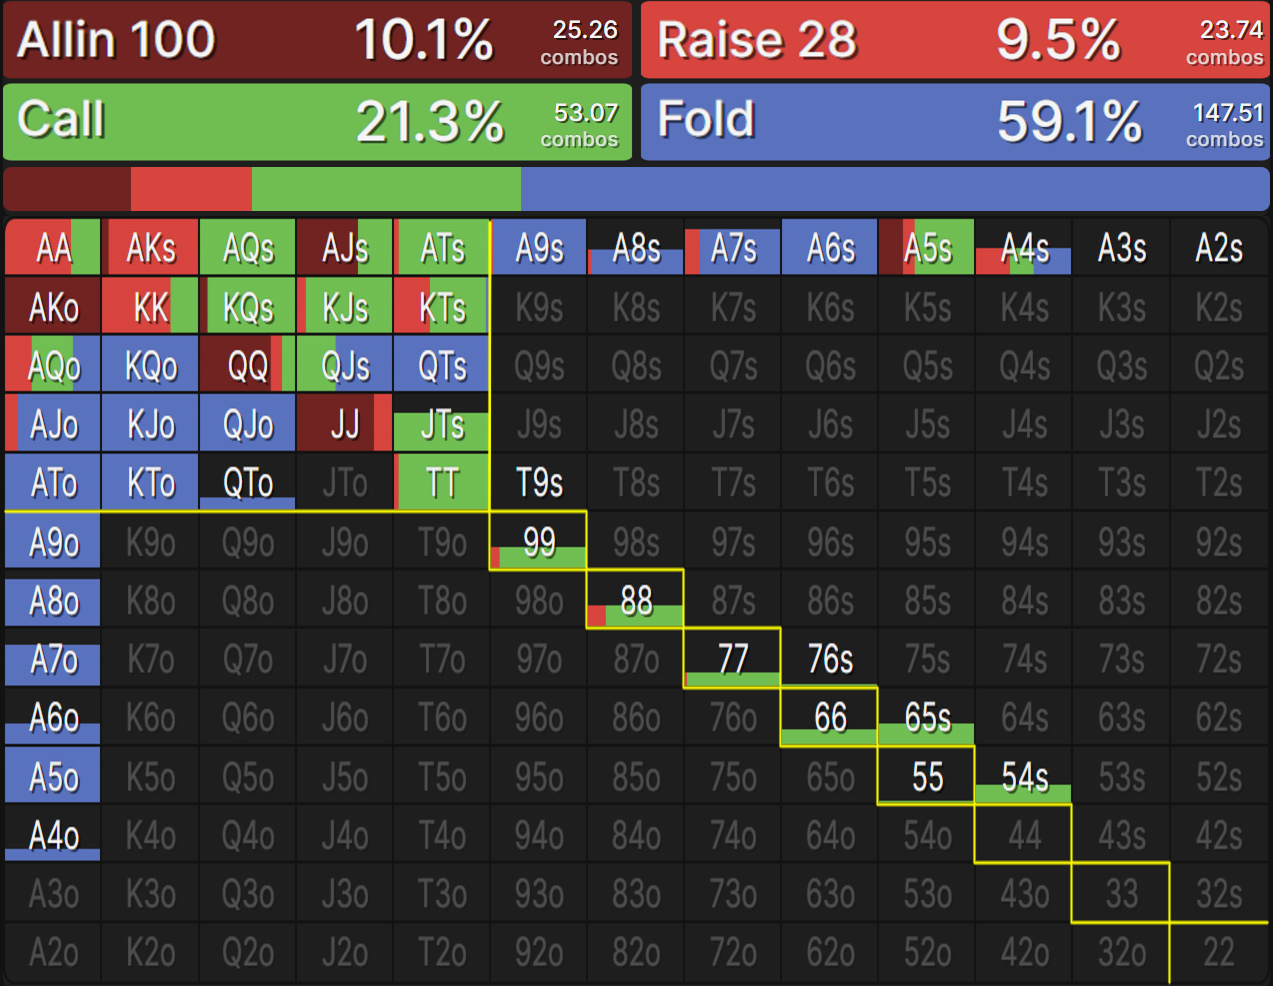 Allin 100 10.1% 25.26 combos
Raise 28 9.5% 23.74 combos
Call 21.3% 53.07 combos
Fold 59.1% 147.51 combos
AA AKs AQs AJs ATs A9s A8s A7s A6s A5s A4s A3s A2s
AKo KK KQs KJs KTs K9s K8s K7s K6s K5s K4s K3s K2s
AQo KQo QQ QJs QTs Q9s Q8s Q7s Q6s Q5s Q4s Q3s Q2s
AJo KJo QJo JJ JTs J9s J8s J7s J6s J5s J4s J3s J2s
ATo KTo QTo JTo TT T9s T8s T7s T6s T5s T4s T3s T2s
A9o K9o Q9o J9o T9o 99 98s 97s 96s 95s 94s 93s 92s
A8o K8o Q8o J8o T8o 98o 88 87s 86s 85s 84s 83s 82s
A7o K7o Q7o J7o T7o 97o 87o 77 76s 75s 74s 73s 72s
A6o K6o Q6o J6o T6o 96o 86o 76o 66 65s 64s 63s 62s
A5o K5o Q5o J5o T5o 95o 85o 75o 65o 55 54s 53s 52s
A4o K4o Q4o J4o T4o 94o 84o 74o 64o 54o 44 43s 42s
A3o K3o Q3o J3o T3o 93o 83o 73o 63o 53o 43o 33 32s
A2o K2o Q2o J2o T2o 92o 82o 72o 62o 52o 42o 32o 22